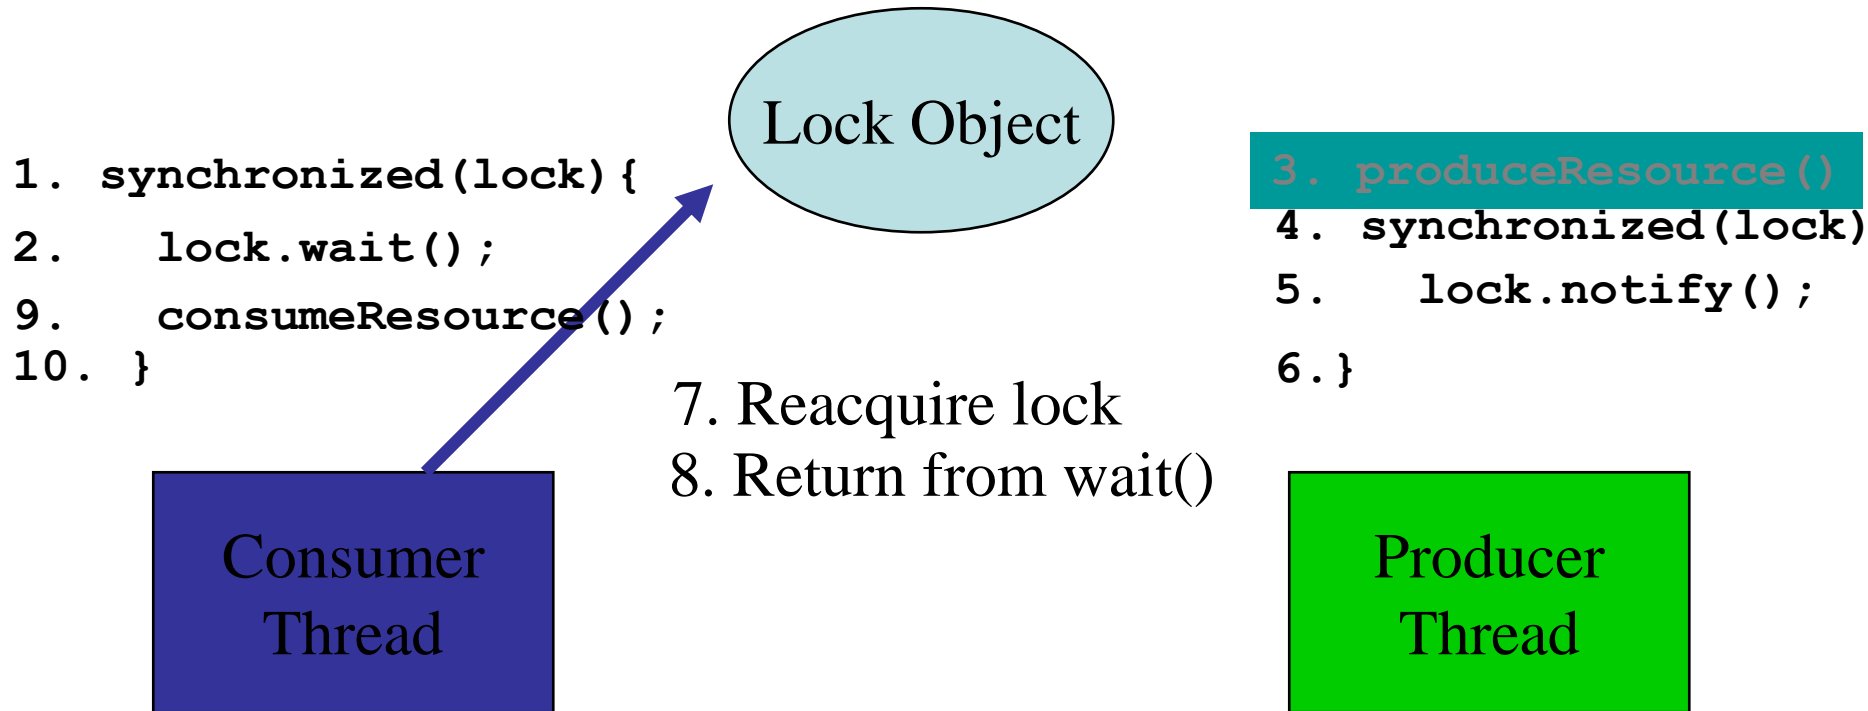 Lock Object
1. synchronized(lock){
2.   lock.wait();
9.   consumeResource();
10. }
3. produceResource()
4. synchronized(lock)
5.   lock.notify();
6.}
7. Reacquire lock
8. Return from wait()
Consumer
Thread
Producer
Thread